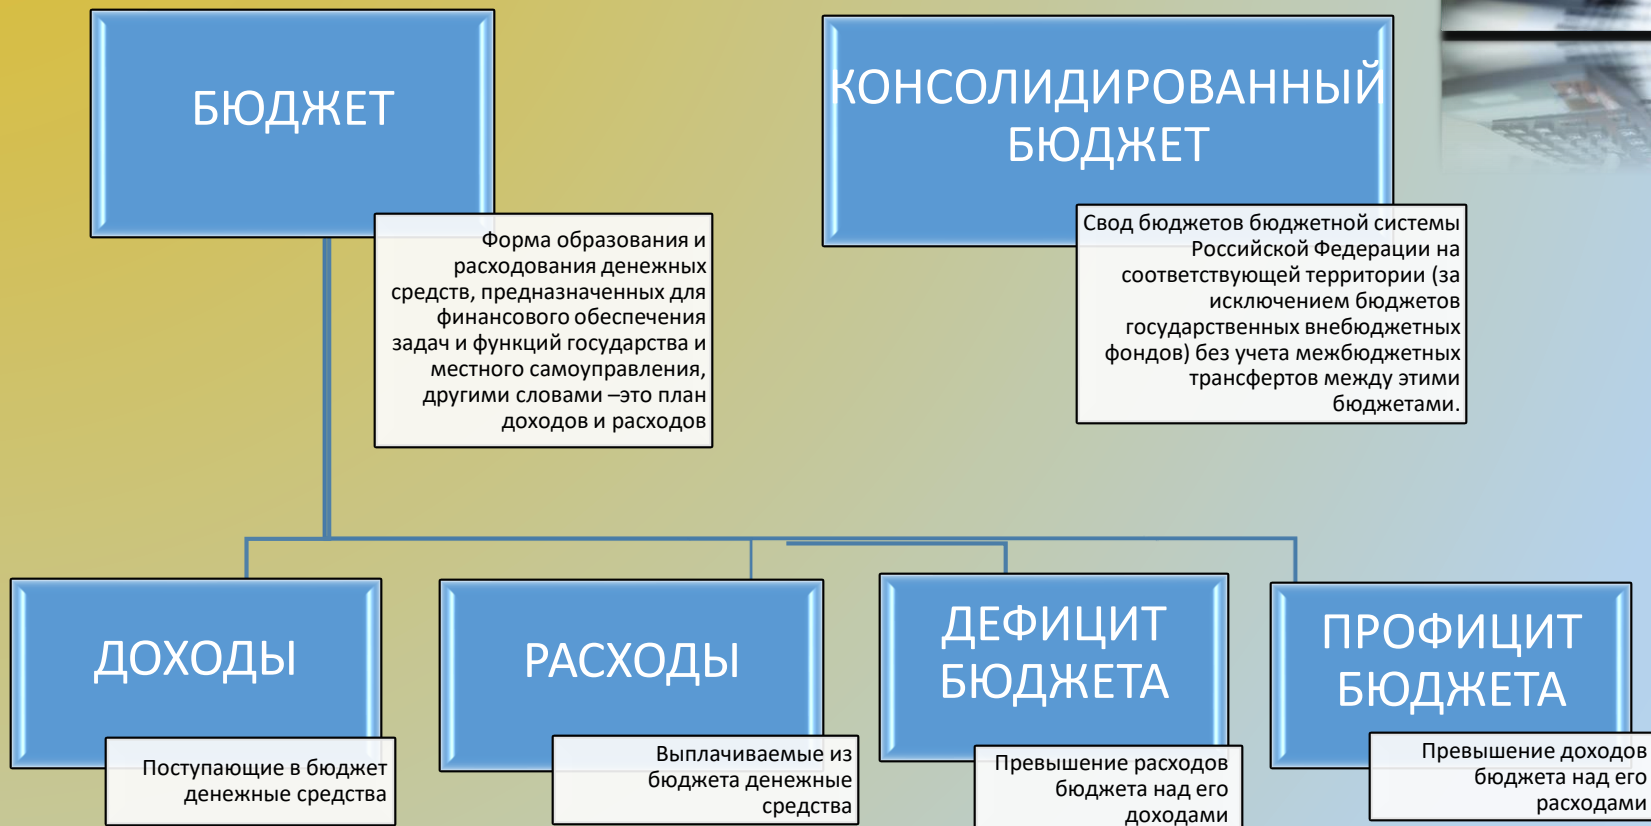 БЮДЖЕТ
Форма образования и
расходования денежных
средств, предназначенных для
финансового обеспечения
задач и функций государства и
местного самоуправления,
другими словами –это план
доходов и расходов
КОНСОЛИДИРОВАННЫЙ
БЮДЖЕТ
Свод бюджетов бюджетной системы
Российской Федерации на
соответствующей территории (за
исключением бюджетов
государственных внебюджетных
фондов) без учета межбюджетных
трансфертов между этими
бюджетами.
ДОХОДЫ
Поступающие в бюджет
денежные средства
РАСХОДЫ
Выплачиваемые из
бюджета денежные
средства
ДЕФИЦИТ
БЮДЖЕТА
Превышение расходов
бюджета над его
доходами
ПРОФИЦИТ
БЮДЖЕТА
Превышение доходов
бюджета над его
расходами